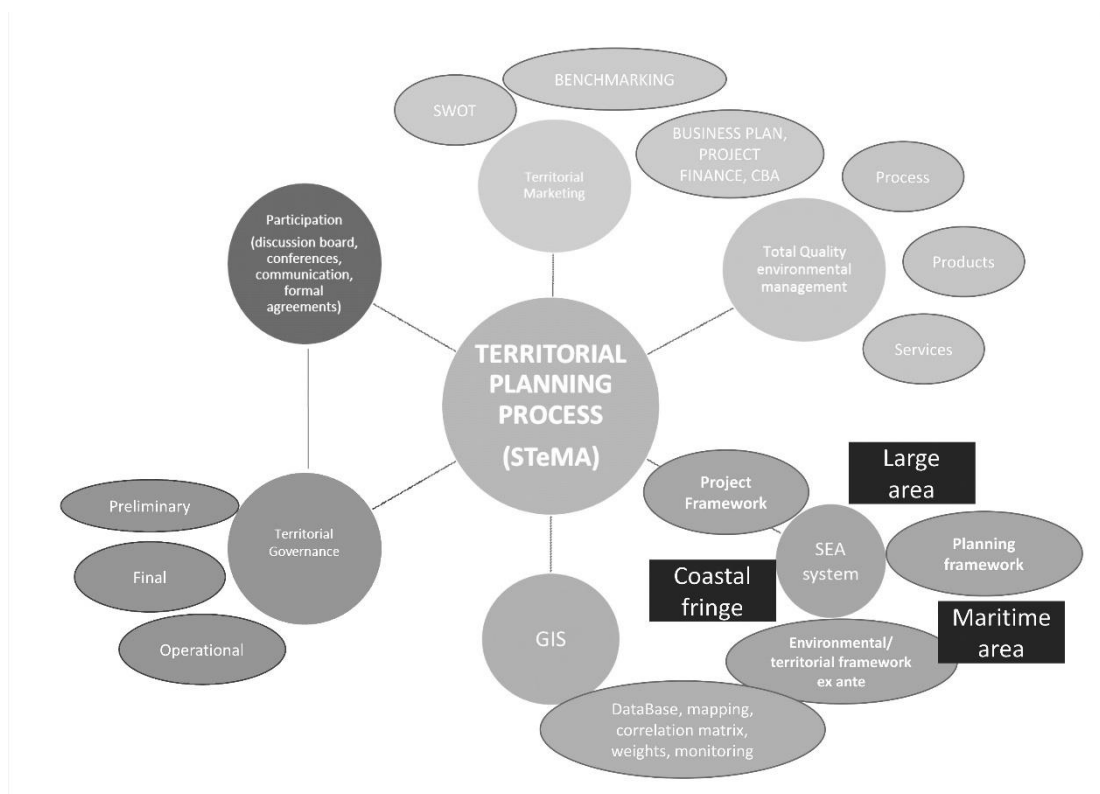 BENCHMARKING
SWOT
BUSINESS PLAN,
PROJECT
FINANCE, CBA
Territorial
Marketing
Process
Participation
(discussion board,
conferences,
communication,
formal
agreements)
Total Quality
environmental
management
Products
Services
TERRITORIAL
PLANNING
PROCESS
(STeMA)
Large
area
Project
Framework
Preliminary
Territorial
Governance
SEA
system
Planning
framework
Final
Coastal
fringe
Maritime
area
Operational
GIS
Environmental/
territorial framework
ex ante
DataBase, mapping,
correlation matrix,
weights, monitoring